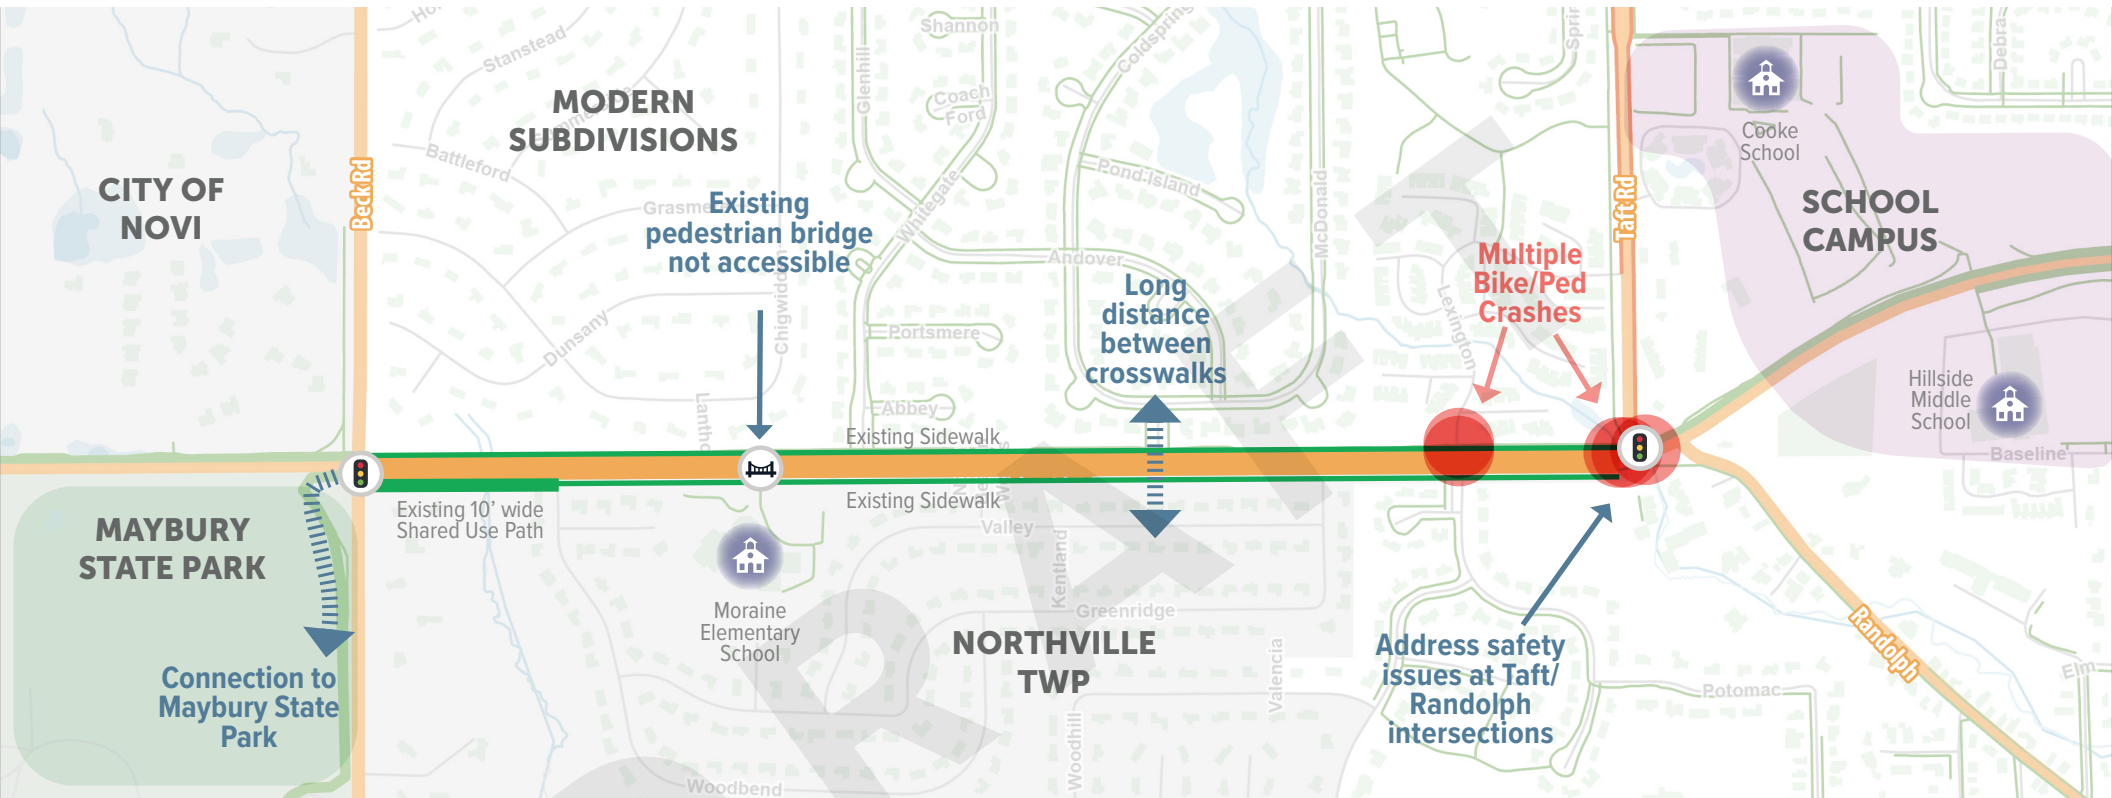 Stanstead
Shannon
Coldspring
Glenhill
MODERN
SUBDIVISIONS
Coach
Ford
Debra
Cooke
School
Battleford
Pond Island
McDonald
Beck Rd
Taft Rd
CITY OF
NOVI
SCHOOL
CAMPUS
Whitegate
Existing
pedestrian bridge
not accessible
Andover
Multiple
Bike/Ped
Crashes
Long
distance
between
crosswalks
Chigwidden
Dunsany
Portsmere
Lexington
Hillside
Middle
School
Abbey
Existing Sidewalk
Baseline
Existing Sidewalk
Existing 10' wide
Shared Use Path
Valley
MAYBURY
STATE PARK
Kentland
Moraine
Elementary
School
Greenridge
NORTHVILLE
TWP
Address safety
issues at Taft/
Randolph
intersections
Randolph
Connection to
Maybury State
Park
Valencia
Potomac
Elm
Woodhill
Woodbend
DRAFT